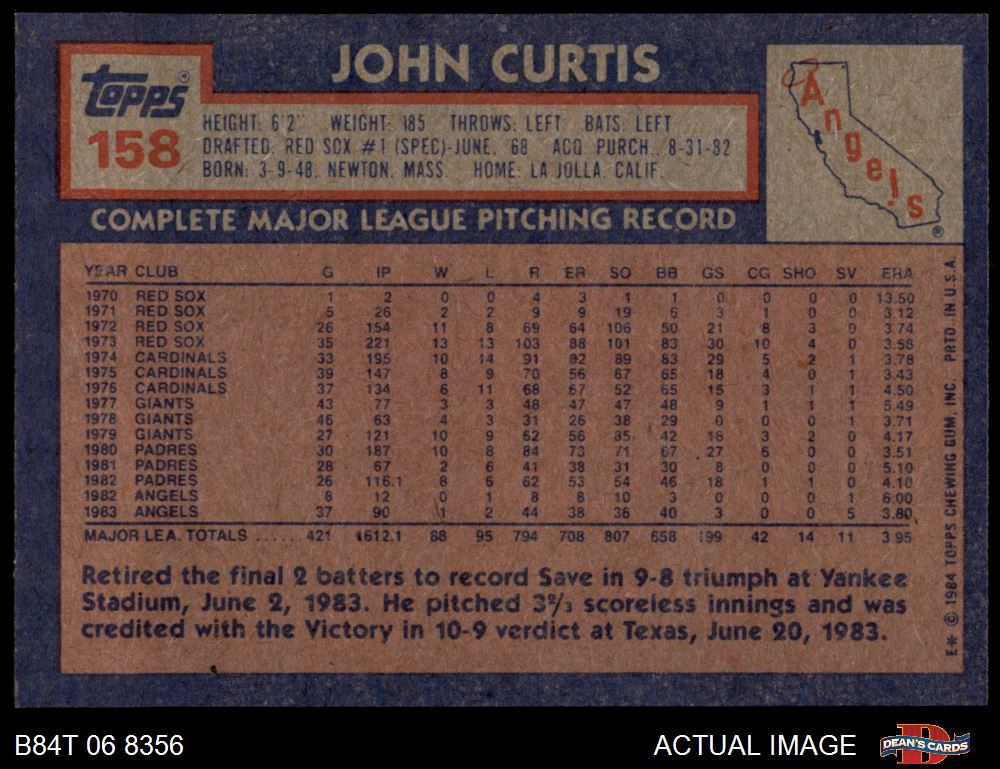 topps
158
JOHN CURTIS
HEIGHT: 6'2" WEIGHT: 185 THROWS: LEFT BATS: LEFT
DRAFTED: RED SOX #1 (SPEC)-JUNE, '68 ACQ. PURCH., 8-31-82
BORN: 3-9-48, NEWTON, MASS. HOME: LA JOLLA, CALIF.
Angels
®
COMPLETE MAJOR LEAGUE PITCHING RECORD
YEAR CLUB G IP W L R ER SO BB GS CG SHO SV ERA
1970 RED SOX 1 2 0 0 4 3 1 1 0 0 0 0 13.50
1971 RED SOX 5 26 2 2 9 9 19 6 3 1 0 0 3.12
1972 RED SOX 26 154 11 8 69 64 106 50 21 8 3 0 3.74
1973 RED SOX 35 221 13 13 103 88 101 83 30 10 4 0 3.58
1974 CARDINALS 33 195 10 14 91 82 89 83 29 5 2 1 3.78
1975 CARDINALS 39 147 8 9 70 56 67 65 18 4 0 1 3.43
1976 CARDINALS 37 134 6 11 68 67 52 65 15 3 1 1 4.50
1977 GIANTS 43 77 3 3 48 47 47 48 9 1 1 1 5.49
1978 GIANTS 46 63 4 3 31 26 38 29 0 0 0 1 3.71
1979 GIANTS 27 121 10 9 62 56 85 42 16 3 2 0 4.17
1980 PADRES 30 187 10 8 84 73 71 67 27 6 0 0 3.51
1981 PADRES 28 67 2 6 41 38 31 30 8 0 0 0 5.10
1982 PADRES 26 116.1 8 6 62 53 54 46 18 1 1 0 4.10
1982 ANGELS 8 12 0 1 8 8 10 3 0 0 0 1 6.00
1983 ANGELS 37 90 1 2 44 38 36 40 3 0 0 5 3.80
MAJOR LEA. TOTALS ...... 421 1612.1 88 95 794 708 807 658 199 42 14 11 3.95
Retired the final 2 batters to record Save in 9-8 triumph at Yankee
Stadium, June 2, 1983. He pitched 3⅔ scoreless innings and was
credited with the Victory in 10-9 verdict at Texas, June 20, 1983.
E* © 1984 TOPPS CHEWING GUM, INC. PRTD. IN U.S.A.
B84T 06 8356
ACTUAL IMAGE
DEAN'S CARDS